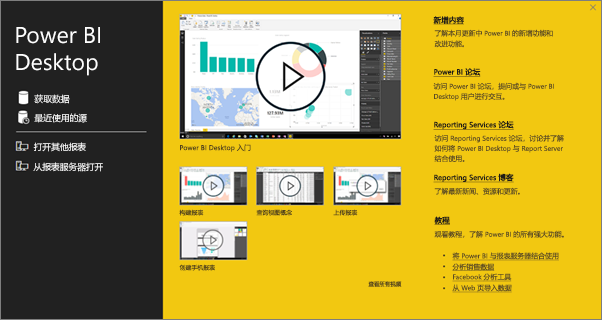 Power BI
Desktop
获取数据
最近使用的源
打开其他报表
从报表服务器打开
Power BI Desktop 入门
构建报表
查询视图概念
上传报表
创建手机报表
查看所有视频
新增内容
了解本月更新中 Power BI 的新增功能和
改进功能。
Power BI 论坛
访问 Power BI 论坛，提问或与 Power BI
Desktop 用户进行交互。
Reporting Services 论坛
访问 Reporting Services 论坛，讨论并了解
如何将 Power BI Desktop 与 Report Server
结合使用。
Reporting Services 博客
了解最新新闻、资源和更新。
教程
观看教程，了解 Power BI 的所有强大功能。
• 将 Power BI 与报表服务器结合使用
• 分析销售数据
• Facebook 分析工具
• 从 Web 页导入数据